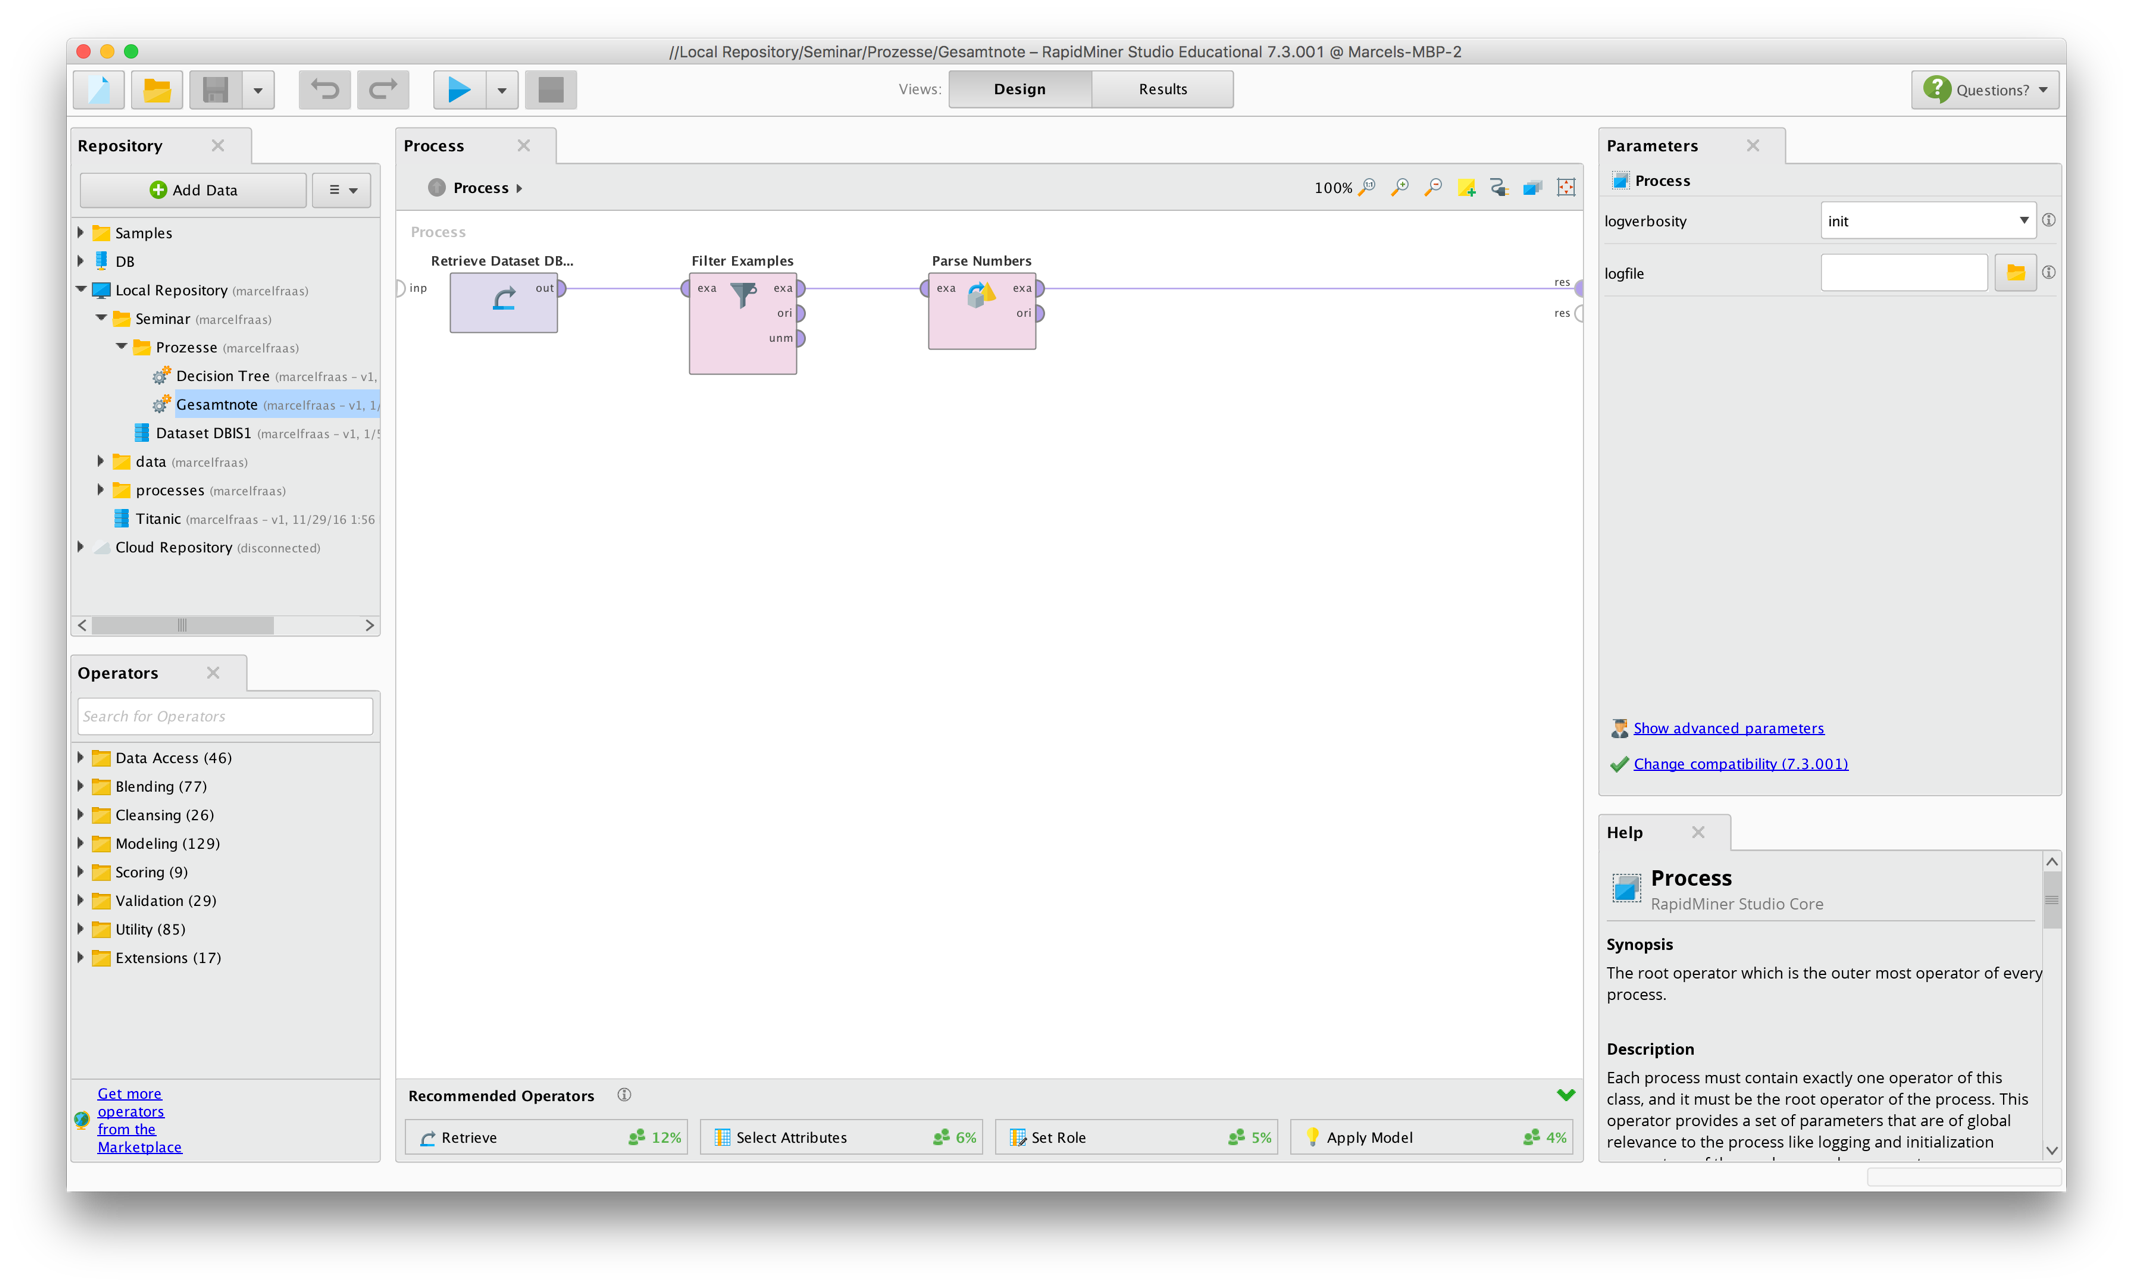 //Local Repository/Seminar/Prozesse/Gesamtnote – RapidMiner Studio Educational 7.3.001 @ Marcels-MBP-2
Views:
Design
Results
Questions?
Repository
Add Data
Samples
DB
Local Repository (marcelfraas)
Seminar (marcelfraas)
Prozesse (marcelfraas)
Decision Tree (marcelfraas – v1,
Gesamtnote (marcelfraas – v1, 1/
Dataset DBIS1 (marcelfraas – v1, 1/5
data (marcelfraas)
processes (marcelfraas)
Titanic (marcelfraas – v1, 11/29/16 1:56
Cloud Repository (disconnected)
Operators
Search for Operators
Data Access (46)
Blending (77)
Cleansing (26)
Modeling (129)
Scoring (9)
Validation (29)
Utility (85)
Extensions (17)
Get more
operators
from the
Marketplace
Process
Process
100%
Process
Retrieve Dataset DB...
Filter Examples
Parse Numbers
inp
out
exa
exa
ori
unm
exa
exa
ori
res
res
Recommended Operators
Retrieve 12%
Select Attributes 6%
Set Role 5%
Apply Model 4%
Parameters
Process
logverbosity
init
logfile
Show advanced parameters
Change compatibility (7.3.001)
Help
Process
RapidMiner Studio Core
Synopsis
The root operator which is the outer most operator of every
process.
Description
Each process must contain exactly one operator of this
class, and it must be the root operator of the process. This
operator provides a set of parameters that are of global
relevance to the process like logging and initialization